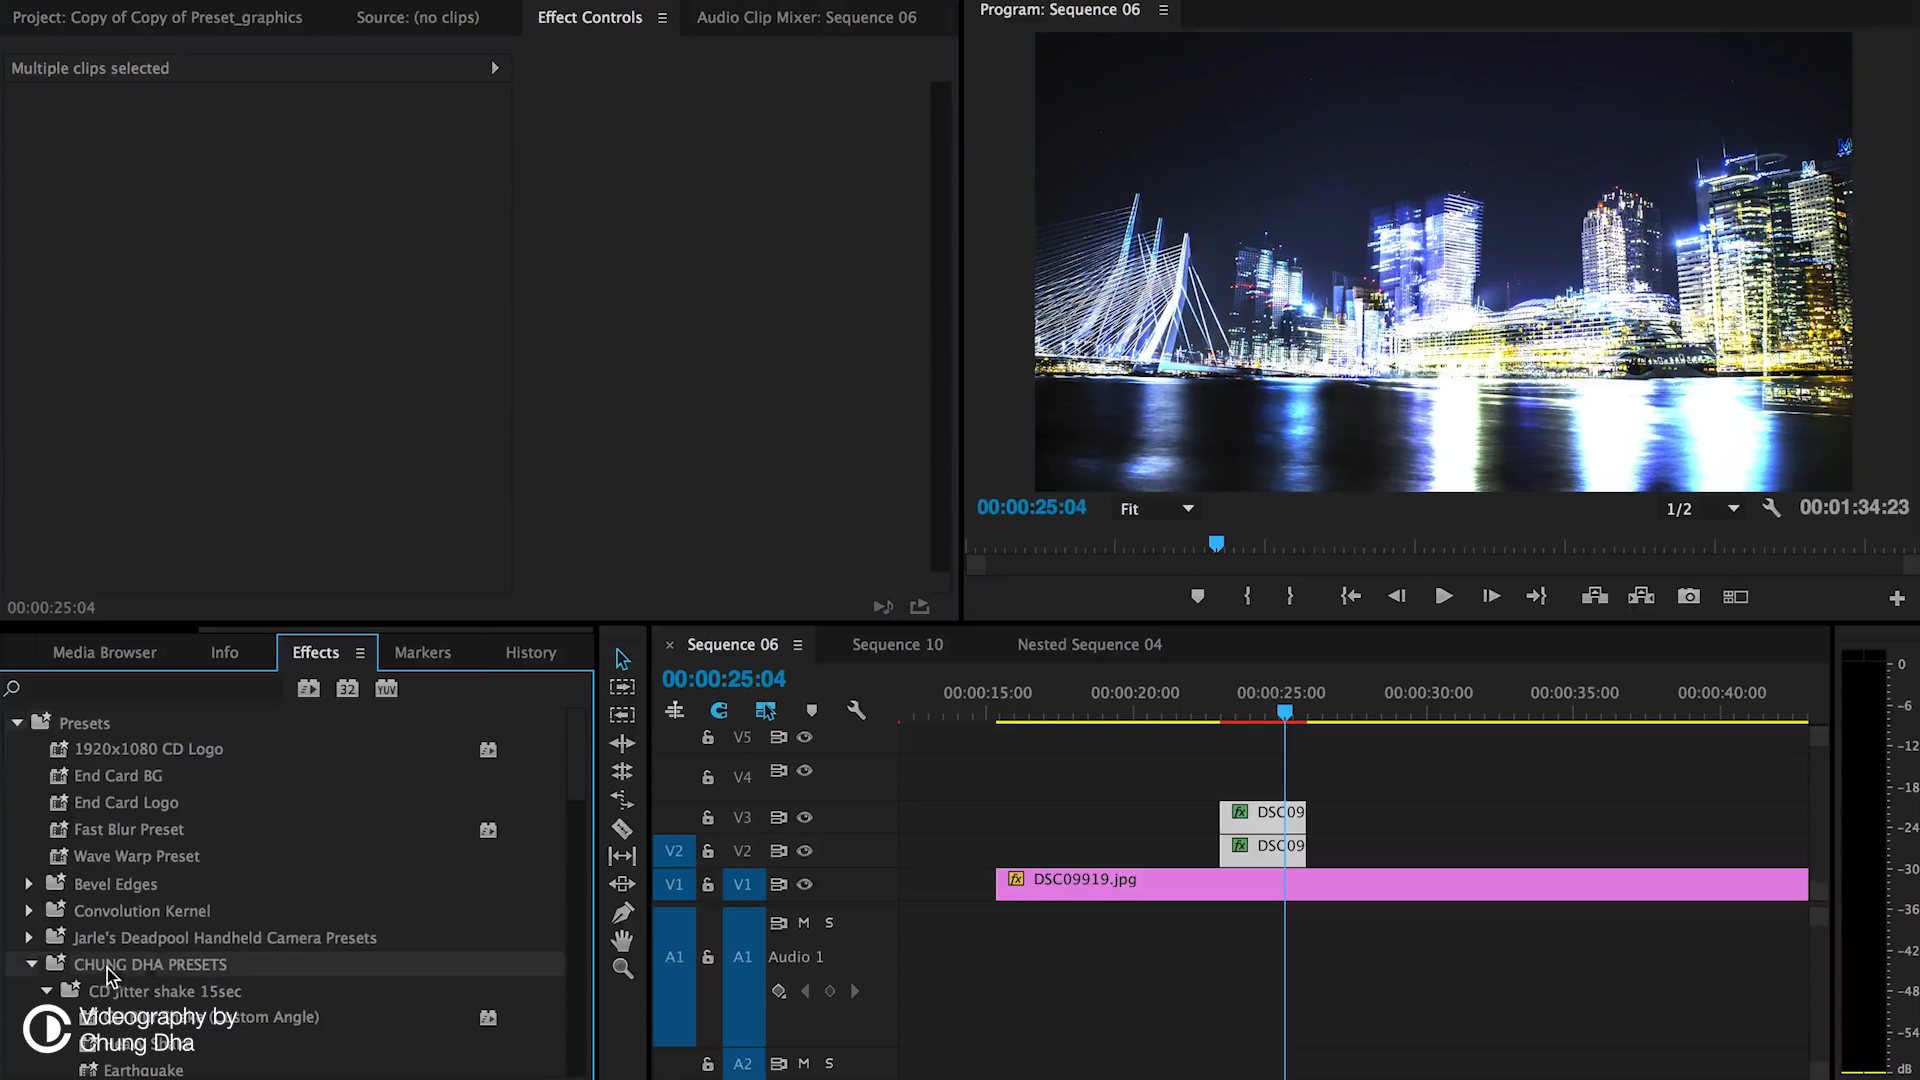 Project: Copy of Copy of Preset_graphics
Source: (no clips)
Effect Controls
Audio Clip Mixer: Sequence 06
Program: Sequence 06
Multiple clips selected
00:00:25:04
Fit
1/2
00:01:34:23
00:00:25:04
Media Browser
Info
Effects
Markers
History
32
YUV
Presets
1920x1080 CD Logo
End Card BG
End Card Logo
Fast Blur Preset
Wave Warp Preset
Bevel Edges
Convolution Kernel
Jarle's Deadpool Handheld Camera Presets
CHUNG DHA PRESETS
CD Jitter shake 15sec
Angle)
Earthquake
Videography by
Chung Dha
× Sequence 06
Sequence 10
Nested Sequence 04
00:00:25:04
00:00:15:00
00:00:20:00
00:00:25:00
00:00:30:00
00:00:35:00
00:00:40:00
V5
V4
V3
DSC09
V2 V2
DSC09
V1 V1
fx DSC09919.jpg
M S
A1 A1 Audio 1
A2 M S
0
-6
-12
-18
-24
-30
-36
-42
-48
-54
dB